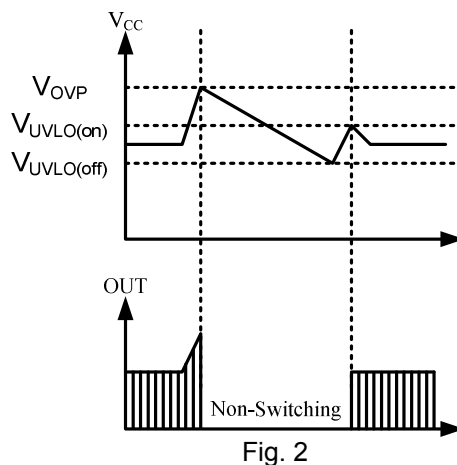 VCC
VOVP
VUVLO(on)
VUVLO(off)
OUT
Non-Switching
Fig. 2